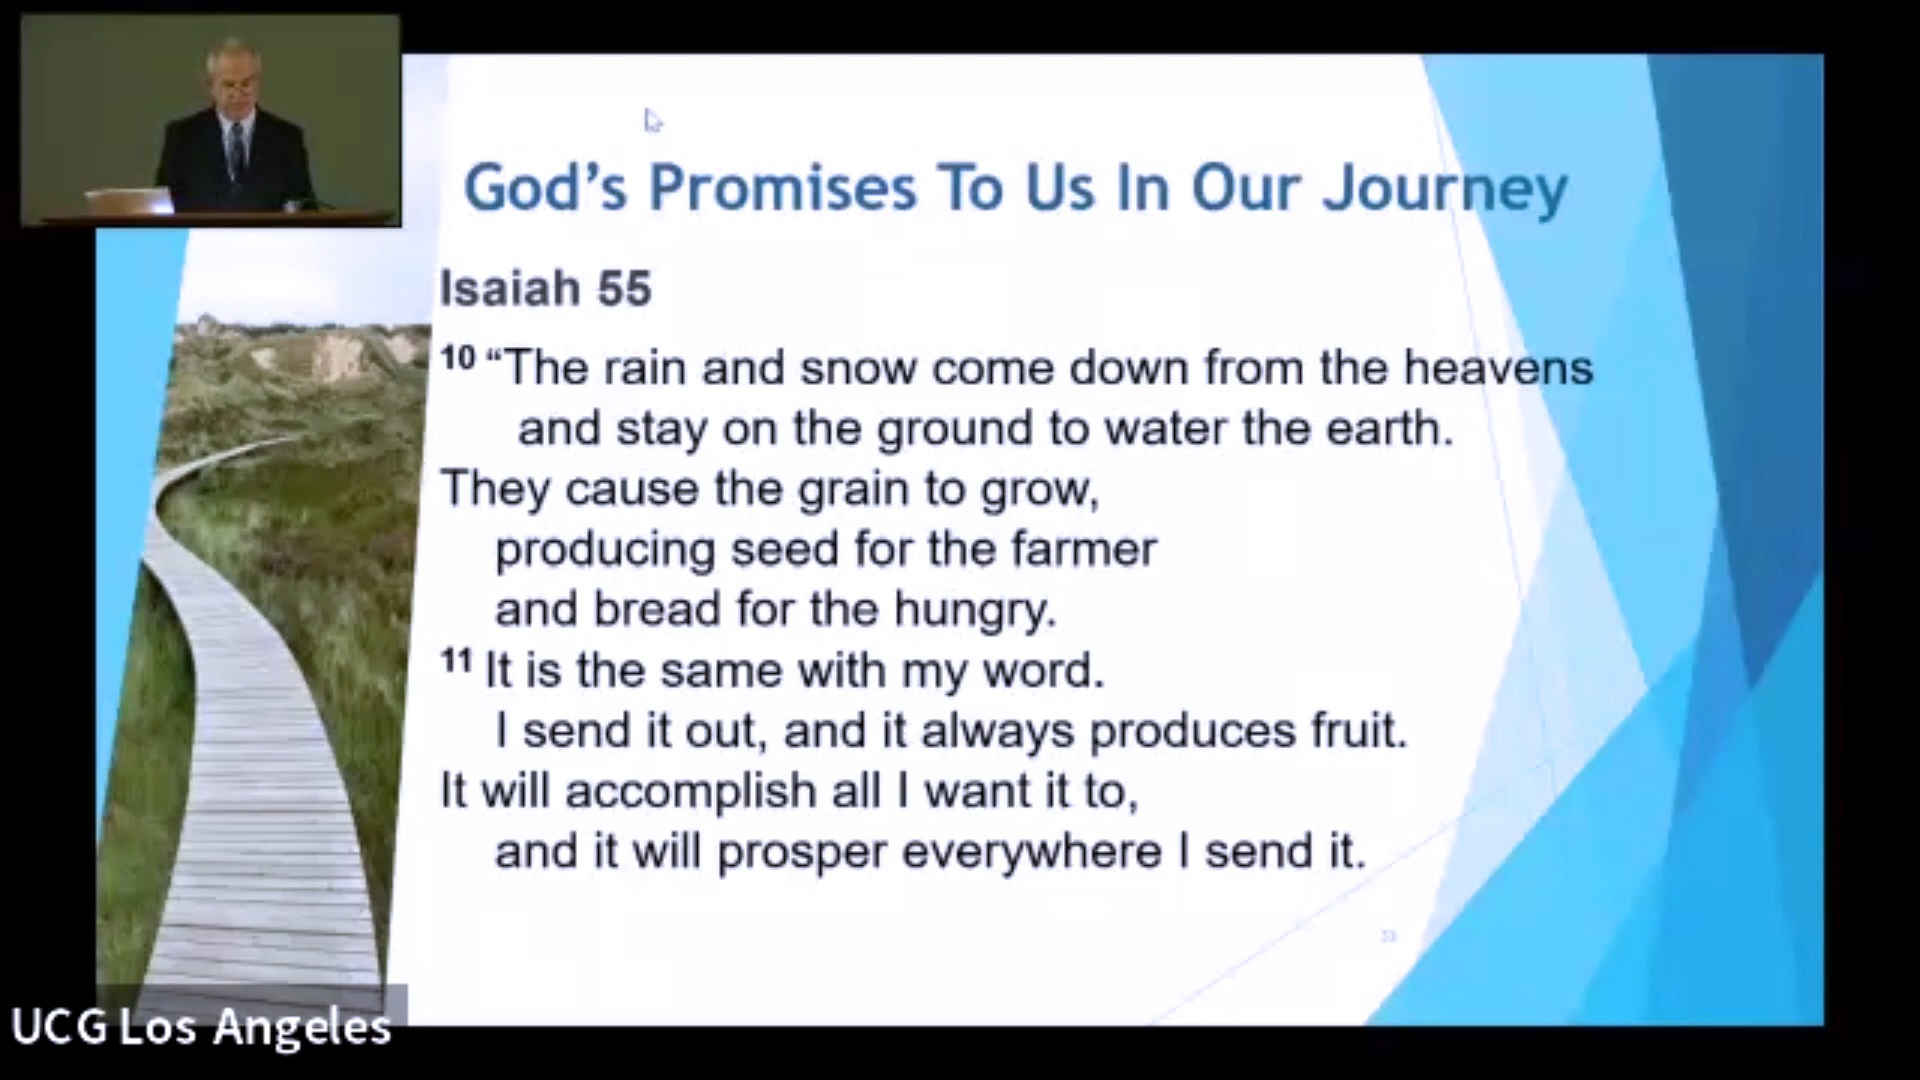 God’s Promises To Us In Our Journey
Isaiah 55
10 “The rain and snow come down from the heavens
and stay on the ground to water the earth.
They cause the grain to grow,
producing seed for the farmer
and bread for the hungry.
11 It is the same with my word.
I send it out, and it always produces fruit.
It will accomplish all I want it to,
and it will prosper everywhere I send it.
UCG Los Angeles